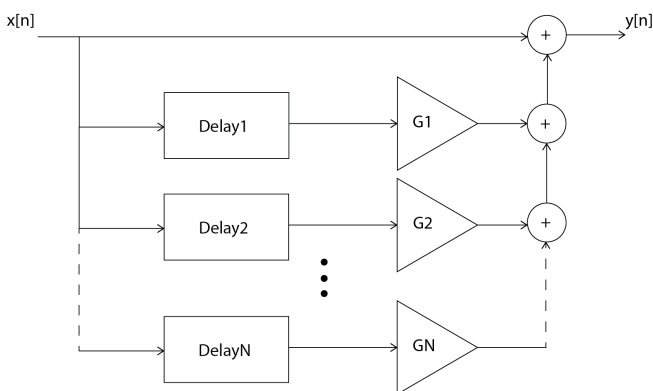 x[n]
+
y[n]
Delay1
G1
+
Delay2
G2
+
DelayN
GN